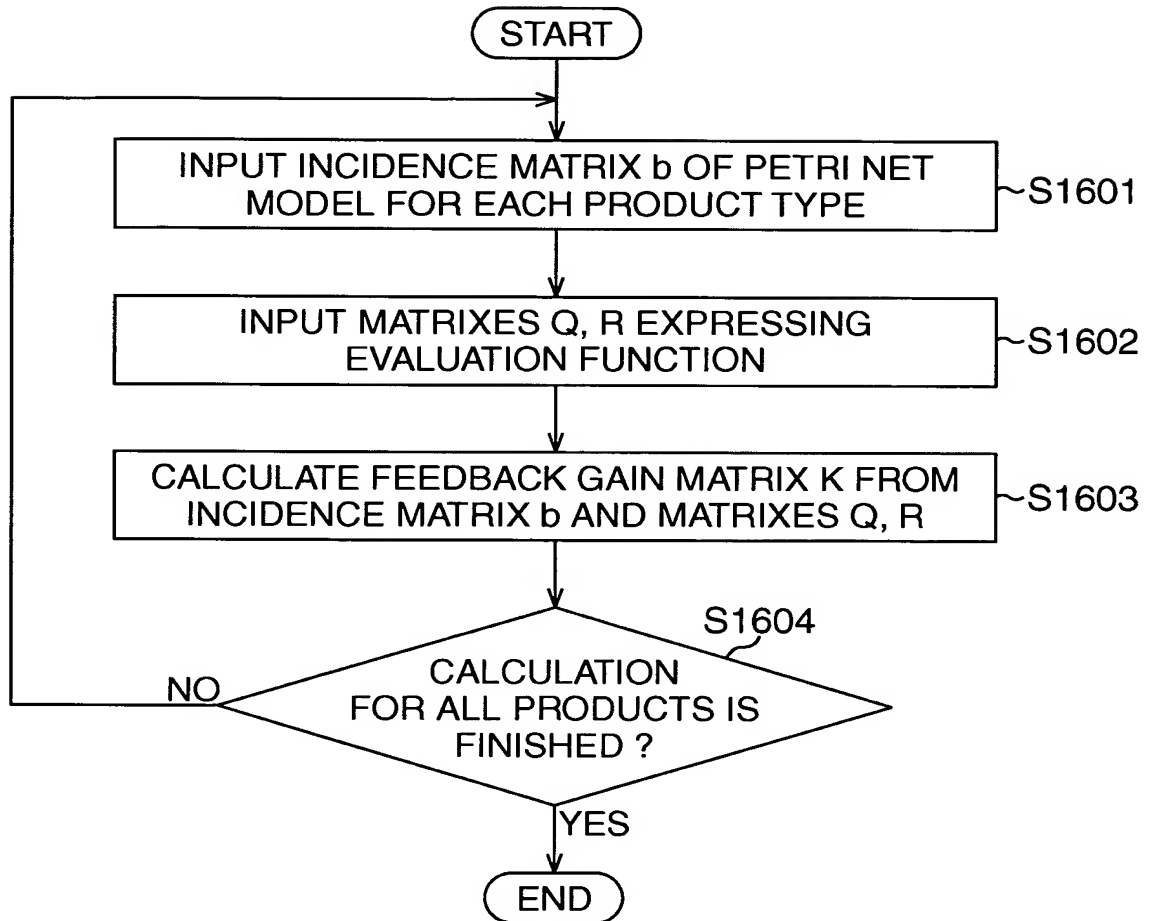 START
INPUT INCIDENCE MATRIX b OF PETRI NET
MODEL FOR EACH PRODUCT TYPE
S1601
INPUT MATRIXES Q, R EXPRESSING
EVALUATION FUNCTION
S1602
CALCULATE FEEDBACK GAIN MATRIX K FROM
INCIDENCE MATRIX b AND MATRIXES Q, R
S1603
S1604
CALCULATION
FOR ALL PRODUCTS IS
FINISHED ?
NO
YES
END